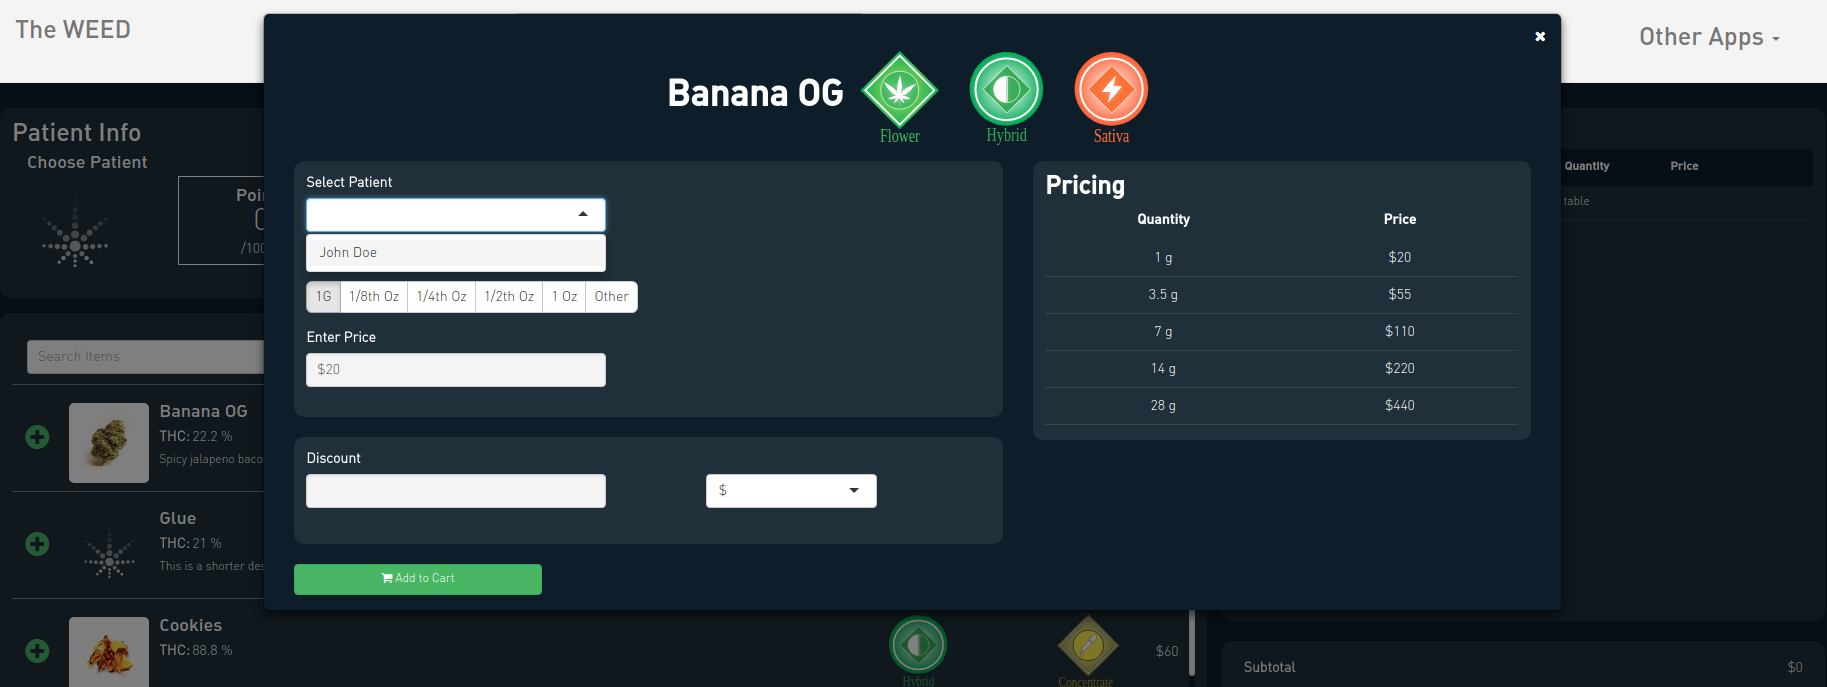 The WEED
Other Apps
Banana OG
Flower
Hybrid
Sativa
Patient Info
Choose Patient
/100
Select Patient
John Doe
1G 1/8th Oz 1/4th Oz 1/2th Oz 1 Oz Other
Enter Price
$20
Discount
$
Add to Cart
Pricing
Quantity Price
1 g $20
3.5 g $55
7 g $110
14 g $220
28 g $440
Quantity Price
table
Search Items
Banana OG
THC: 22.2 %
Spicy jalapeno
Glue
THC: 21 %
This is a shorter
Cookies
THC: 88.8 %
Hybrid
Concentrate
$60
Subtotal $0